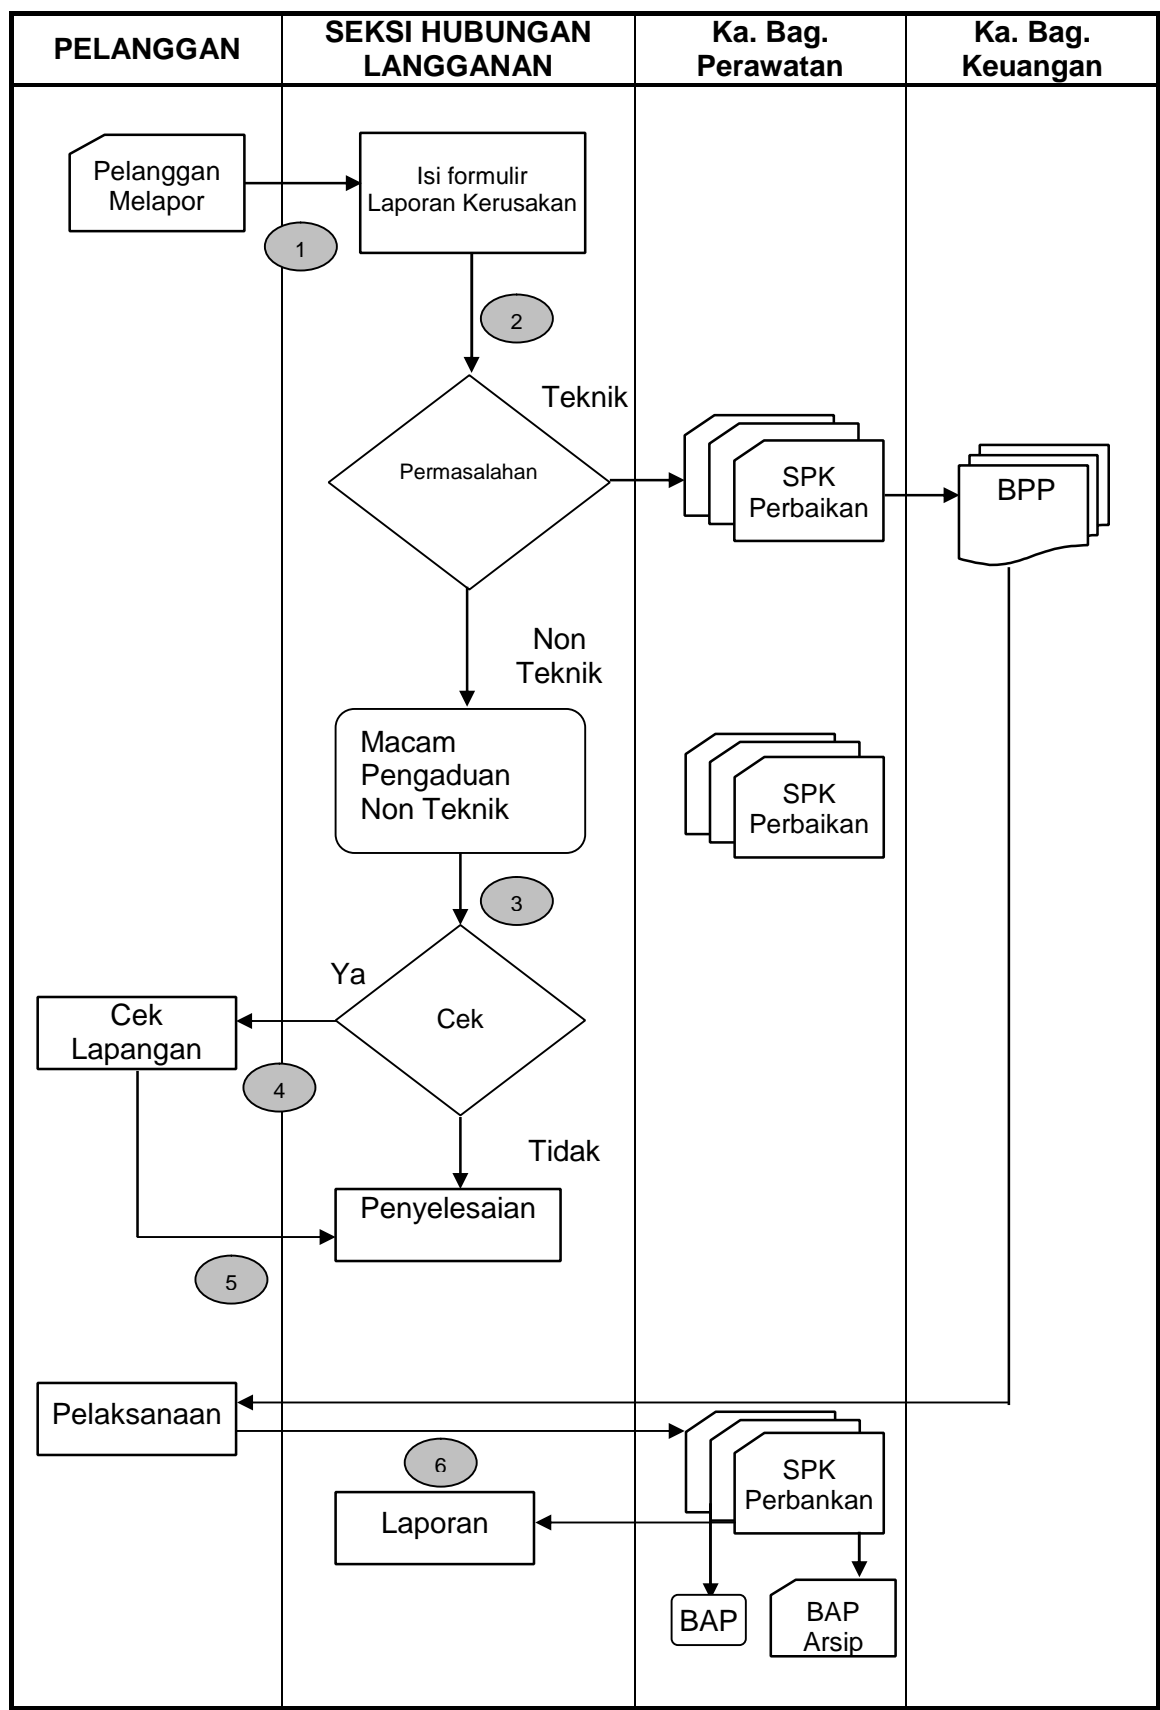 PELANGGAN
SEKSI HUBUNGAN
LANGGANAN
Ka. Bag.
Perawatan
Ka. Bag.
Keuangan
Pelanggan
Melapor
Isi formulir
Laporan Kerusakan
1
2
Teknik
Permasalahan
SPK
Perbaikan
BPP
Non
Teknik
Macam
Pengaduan
Non Teknik
SPK
Perbaikan
3
Ya
Cek
Cek
Lapangan
4
Tidak
Penyelesaian
5
Pelaksanaan
6
SPK
Perbankan
Laporan
BAP
BAP
Arsip